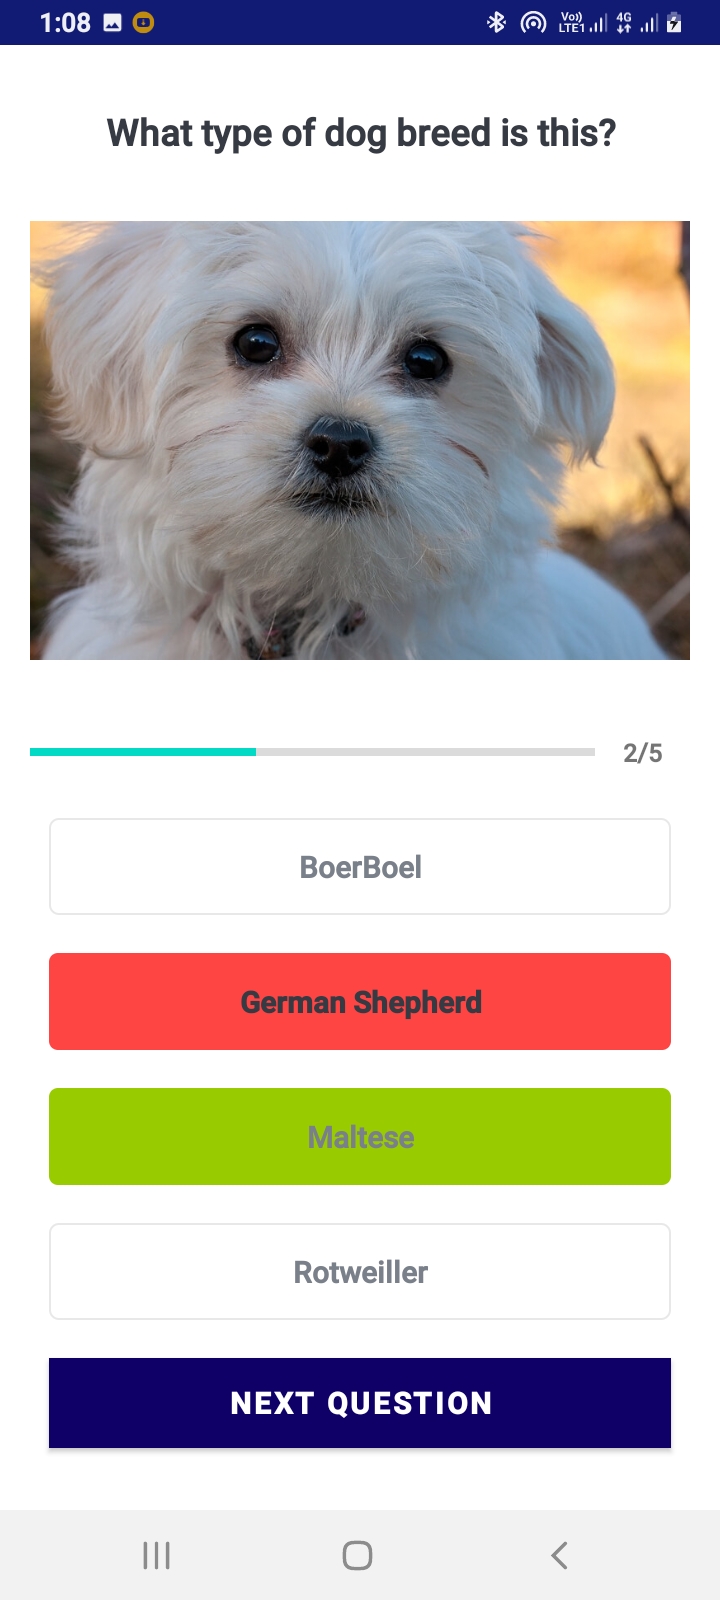 1:08 Vo)) LTE1 4G
What type of dog breed is this?
2/5
BoerBoel
German Shepherd
Maltese
Rotweiller
NEXT QUESTION